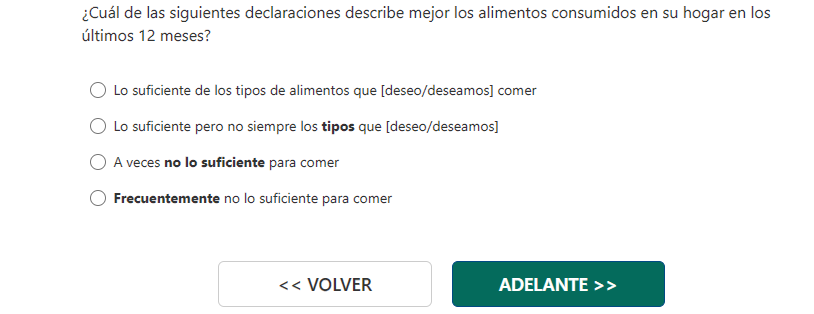 ¿Cuál de las siguientes declaraciones describe mejor los alimentos consumidos en su hogar en los
últimos 12 meses?
Lo suficiente de los tipos de alimentos que [deseo/deseamos] comer
Lo suficiente pero no siempre los tipos que [deseo/deseamos]
A veces no lo suficiente para comer
Frecuentemente no lo suficiente para comer
<< VOLVER
ADELANTE >>